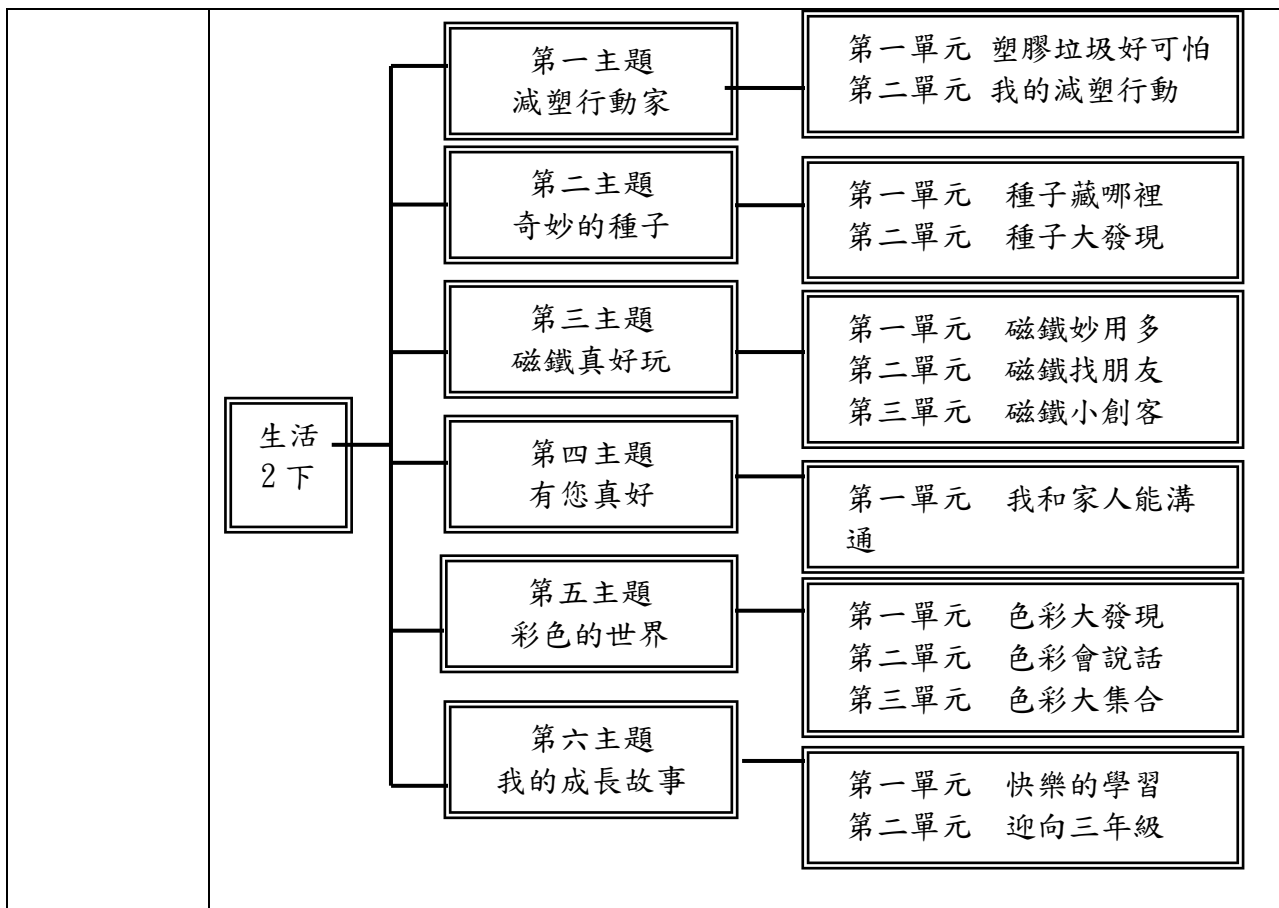 生活
2下
第一主題
減塑行動家
第一單元 塑膠垃圾好可怕
第二單元 我的減塑行動
第二主題
奇妙的種子
第一單元 種子藏哪裡
第二單元 種子大發現
第三主題
磁鐵真好玩
第一單元 磁鐵妙用多
第二單元 磁鐵找朋友
第三單元 磁鐵小創客
第四主題
有您真好
第一單元 我和家人能溝
通
第五主題
彩色的世界
第一單元 色彩大發現
第二單元 色彩會說話
第三單元 色彩大集合
第六主題
我的成長故事
第一單元 快樂的學習
第二單元 迎向三年級